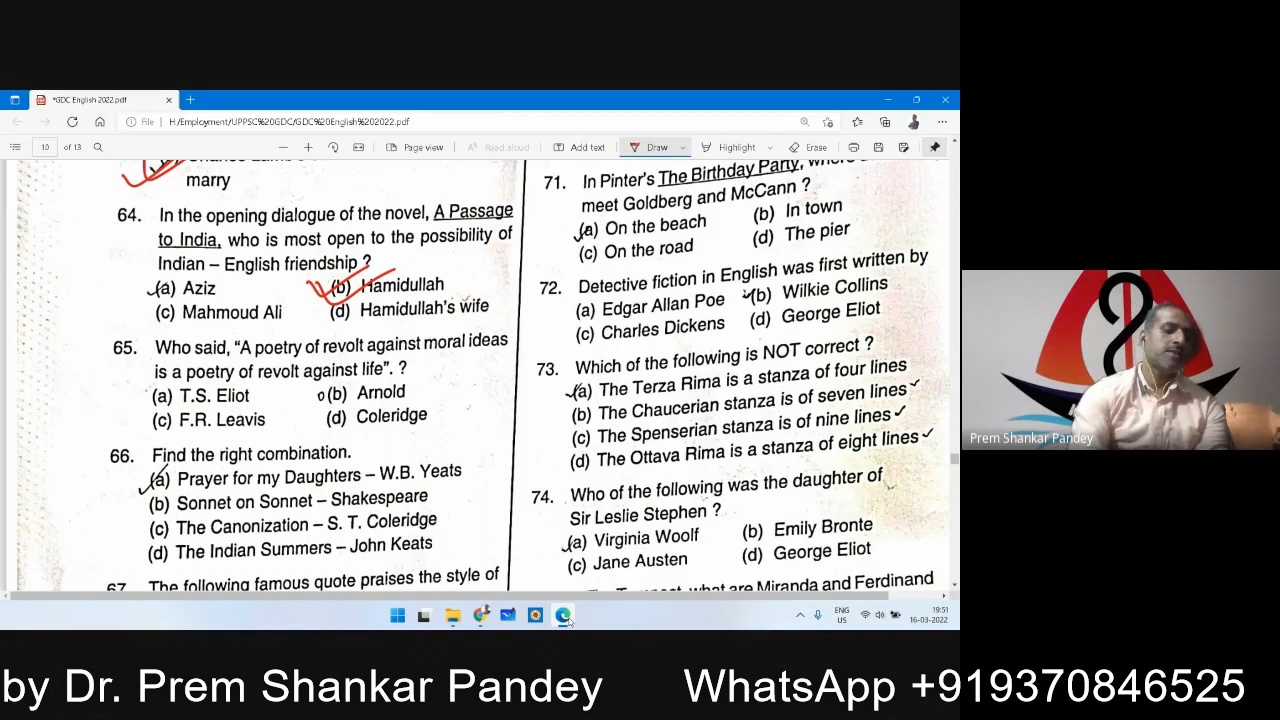 *GDC English 2022.pdf
File
H:/Employment/UPPSC%20GDC/GDC%20English%202022.pdf
10 of 13
Page view
Read aloud
Add text
Draw
Highlight
Erase
marry
64. In the opening dialogue of the novel, A Passage
to India, who is most open to the possibility of
Indian – English friendship ?
(a) Aziz (b) Hamidullah
(c) Mahmoud Ali (d) Hamidullah's wife
65. Who said, "A poetry of revolt against moral ideas
is a poetry of revolt against life". ?
(a) T.S. Eliot (b) Arnold
(c) F.R. Leavis (d) Coleridge
66. Find the right combination.
(a) Prayer for my Daughters – W.B. Yeats
(b) Sonnet on Sonnet – Shakespeare
(c) The Canonization – S. T. Coleridge
(d) The Indian Summers – John Keats
67. The following famous quote praises the style of
71. In Pinter's The Birthday Party, where
meet Goldberg and McCann ?
(a) On the beach (b) In town
(c) On the road (d) The pier
72. Detective fiction in English was first written by
(a) Edgar Allan Poe (b) Wilkie Collins
(c) Charles Dickens (d) George Eliot
73. Which of the following is NOT correct ?
(a) The Terza Rima is a stanza of four lines
(b) The Chaucerian stanza is of seven lines
(c) The Spenserian stanza is of nine lines
(d) The Ottava Rima is a stanza of eight lines
74. Who of the following was the daughter of
Sir Leslie Stephen ?
(a) Virginia Woolf (b) Emily Bronte
(c) Jane Austen (d) George Eliot
what are Miranda and Ferdinand
ENG
US
19:51
16-03-2022
Prem Shankar Pandey
by Dr. Prem Shankar Pandey WhatsApp +919370846525